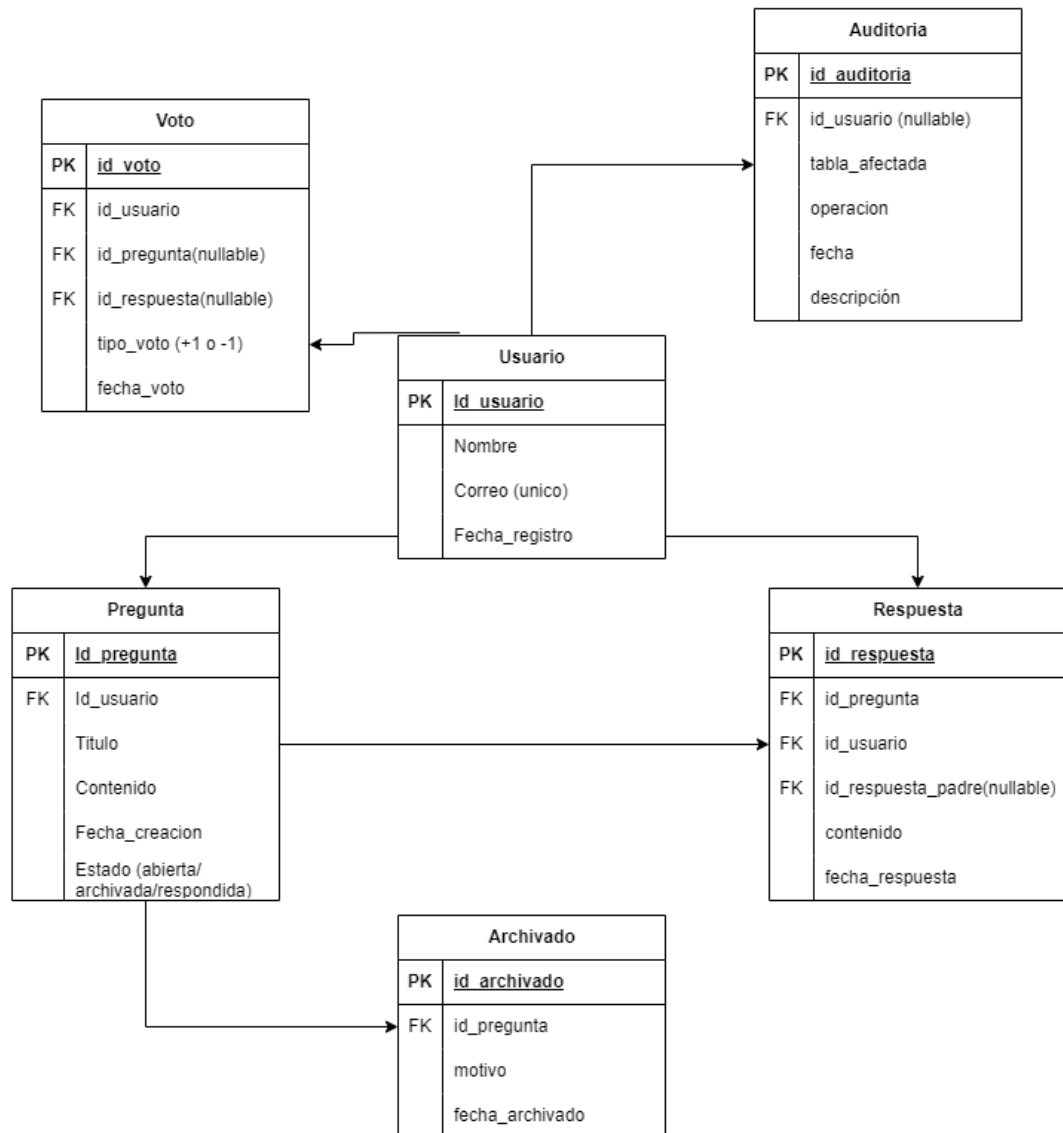 Auditoria
PK id_auditoria
FK id_usuario (nullable)
tabla_afectada
operacion
fecha
descripción
Voto
PK id_voto
FK id_usuario
FK id_pregunta(nullable)
FK id_respuesta(nullable)
tipo_voto (+1 o -1)
fecha_voto
Usuario
PK Id_usuario
Nombre
Correo (unico)
Fecha_registro
Pregunta
PK Id_pregunta
FK Id_usuario
Titulo
Contenido
Fecha_creacion
Estado (abierta/
archivada/respondida)
Respuesta
PK id_respuesta
FK id_pregunta
FK id_usuario
FK id_respuesta_padre(nullable)
contenido
fecha_respuesta
Archivado
PK id_archivado
FK id_pregunta
motivo
fecha_archivado